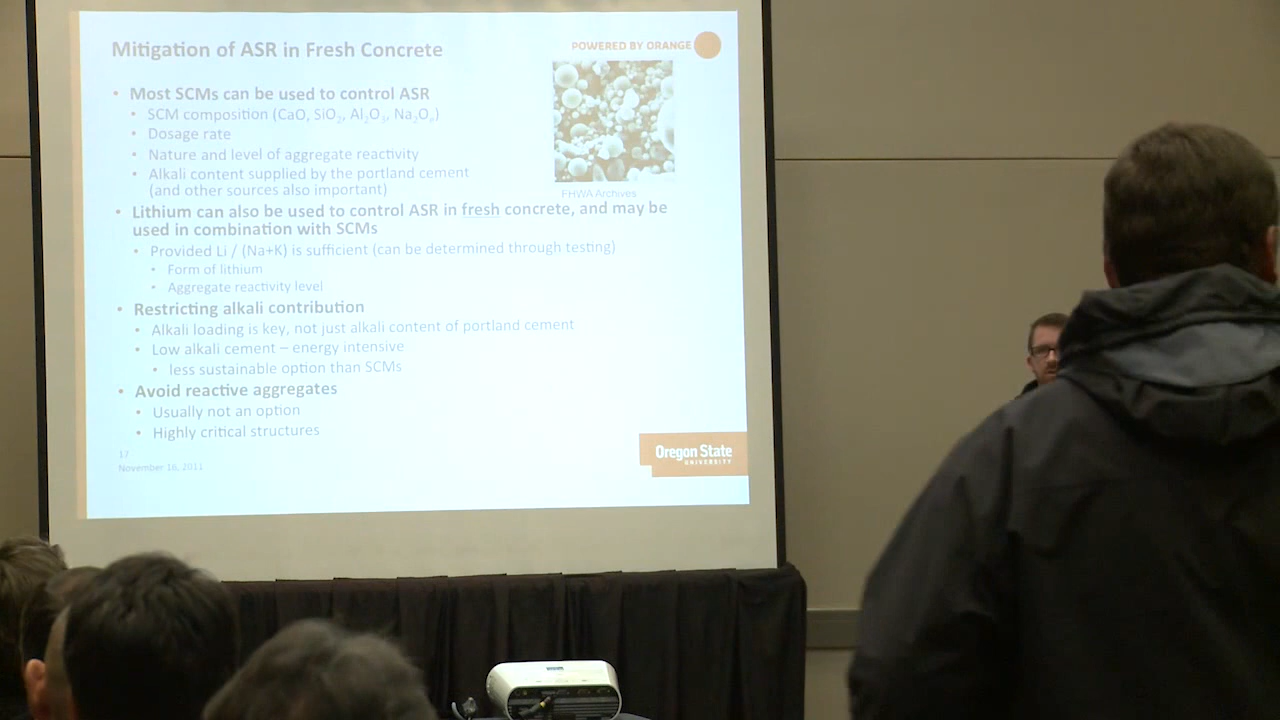 Mitigation of ASR in Fresh Concrete
POWERED BY ORANGE
• Most SCMs can be used to control ASR
• SCM composition (CaO, SiO₂, Al₂O₃, Na₂Oₑ)
• Dosage rate
• Nature and level of aggregate reactivity
• Alkali content supplied by the portland cement
(and other sources also important)
FHWA Archives
• Lithium can also be used to control ASR in fresh concrete, and may be
used in combination with SCMs
• Provided Li / (Na+K) is sufficient (can be determined through testing)
• Form of lithium
• Aggregate reactivity level
• Restricting alkali contribution
• Alkali loading is key, not just alkali content of portland cement
• Low alkali cement – energy intensive
• less sustainable option than SCMs
• Avoid reactive aggregates
• Usually not an option
• Highly critical structures
17
November 16, 2011
Oregon State
UNIVERSITY